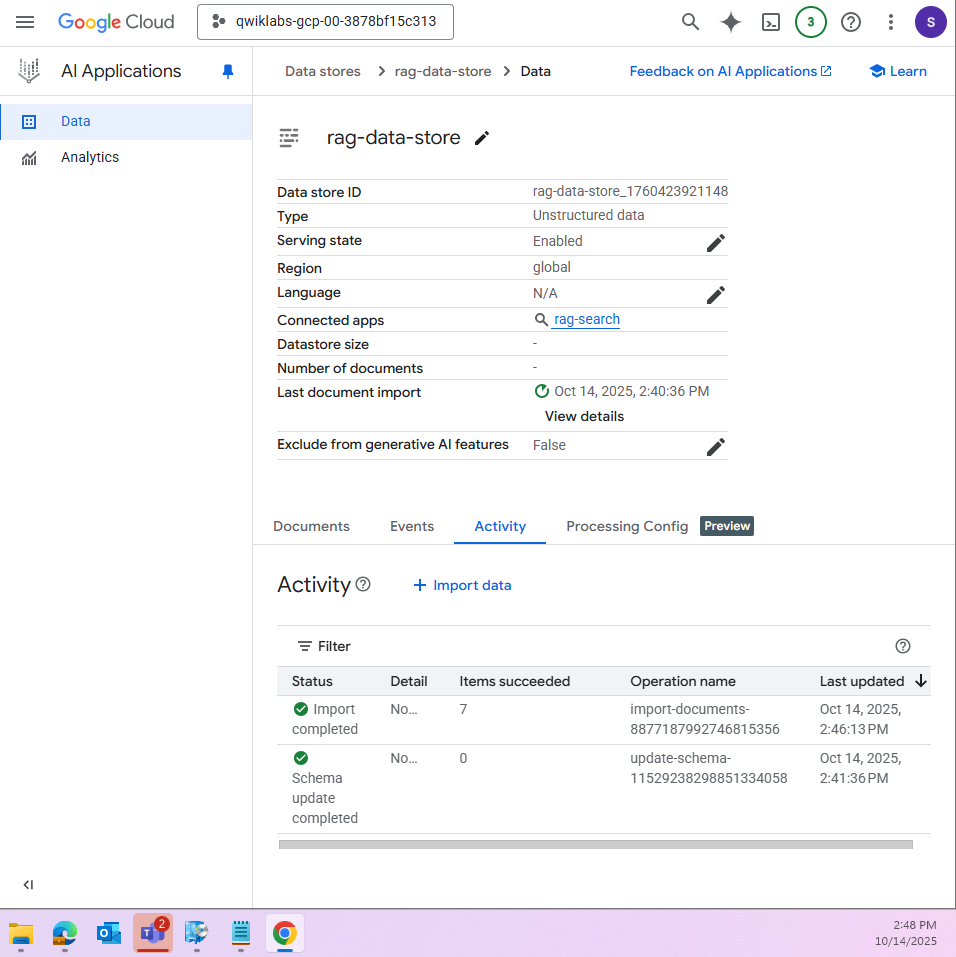 Google Cloud
qwiklabs-gcp-00-3878bf15c313
3
S
AI Applications
Data stores
rag-data-store
Data
Feedback on AI Applications
Learn
Data
Analytics
rag-data-store
Data store ID rag-data-store_1760423921148
Type Unstructured data
Serving state Enabled
Region global
Language N/A
Connected apps rag-search
Datastore size -
Number of documents -
Last document import Oct 14, 2025, 2:40:36 PM
View details
Exclude from generative AI features False
Documents Events Activity Processing Config Preview
Activity
+ Import data
Filter
Status Detail Items succeeded Operation name Last updated
Import No... 7 import-documents- Oct 14, 2025,
completed 8877187992746815356 2:46:13 PM
No... 0 update-schema- Oct 14, 2025,
Schema 11529238298851334058 2:41:36 PM
update
completed
2
2:48 PM
10/14/2025